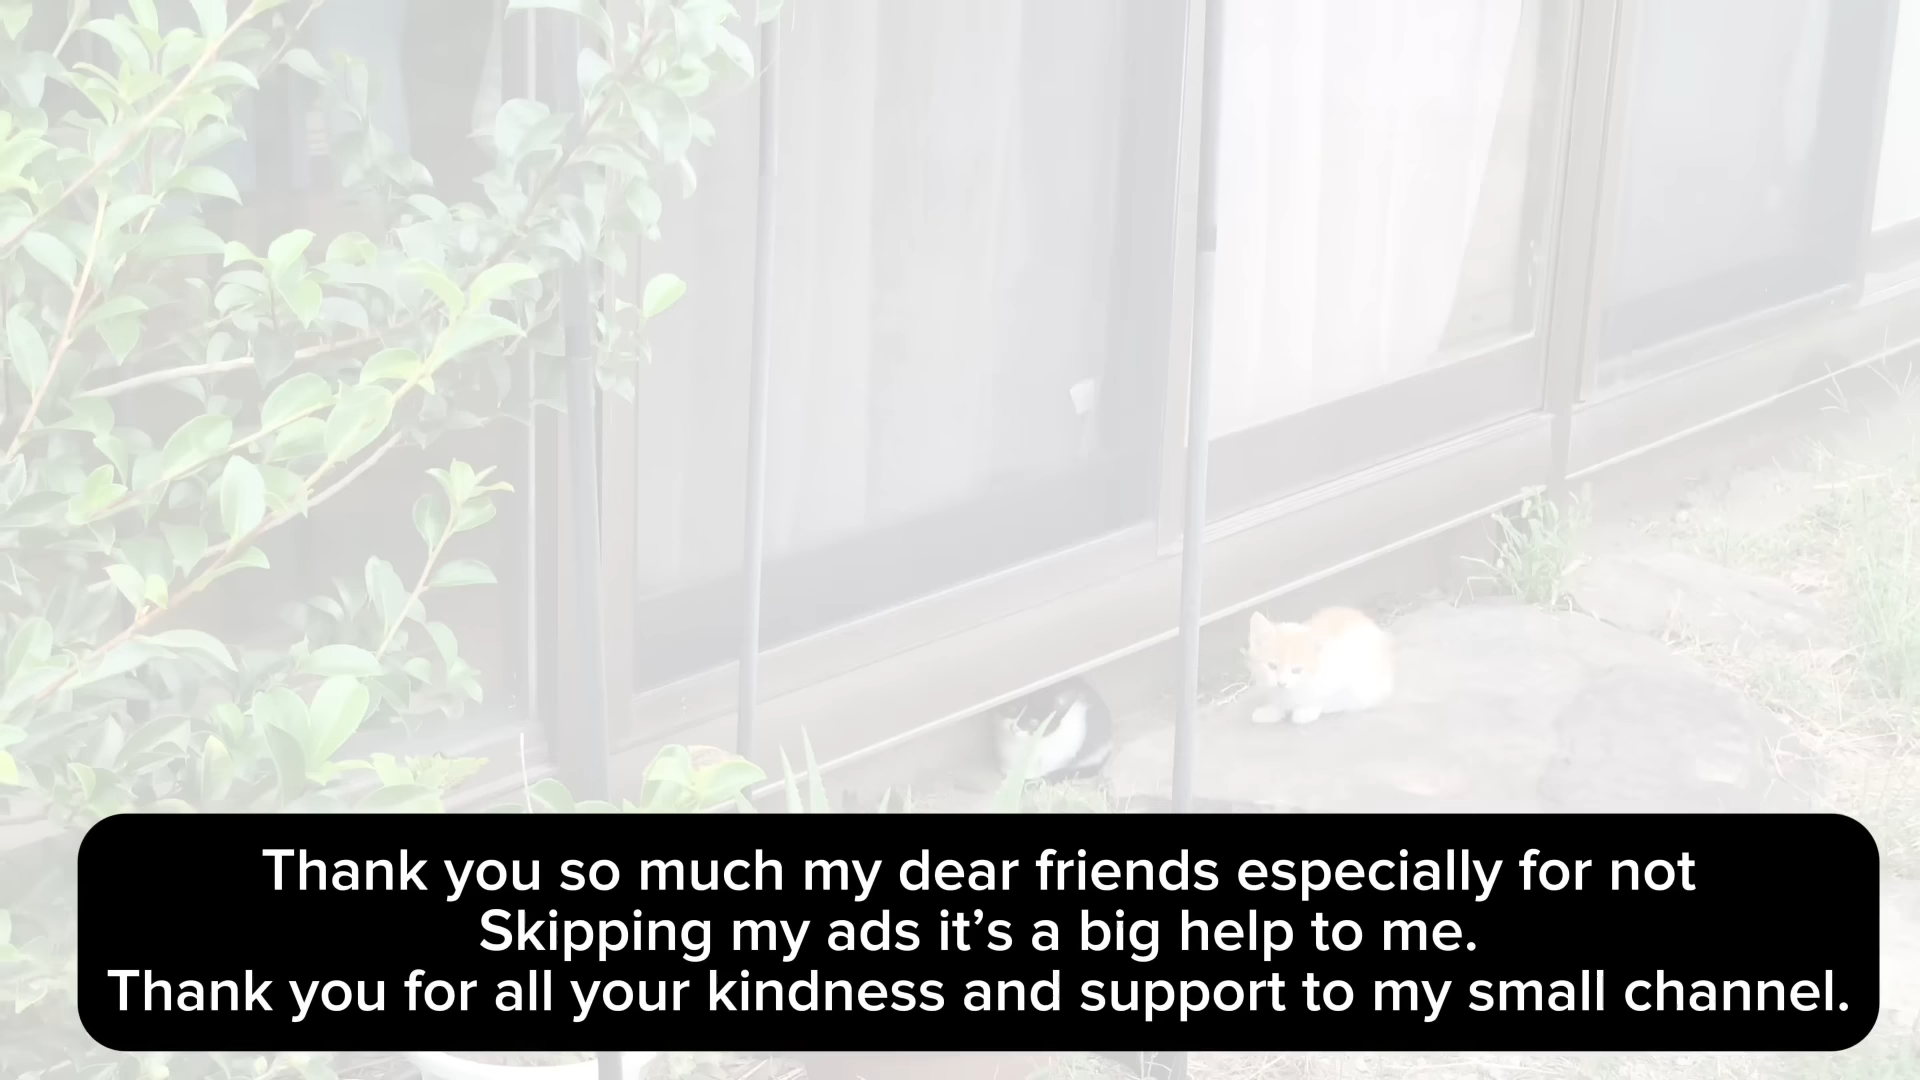 Thank you so much my dear friends especially for not
Skipping my ads it’s a big help to me.
Thank you for all your kindness and support to my small channel.